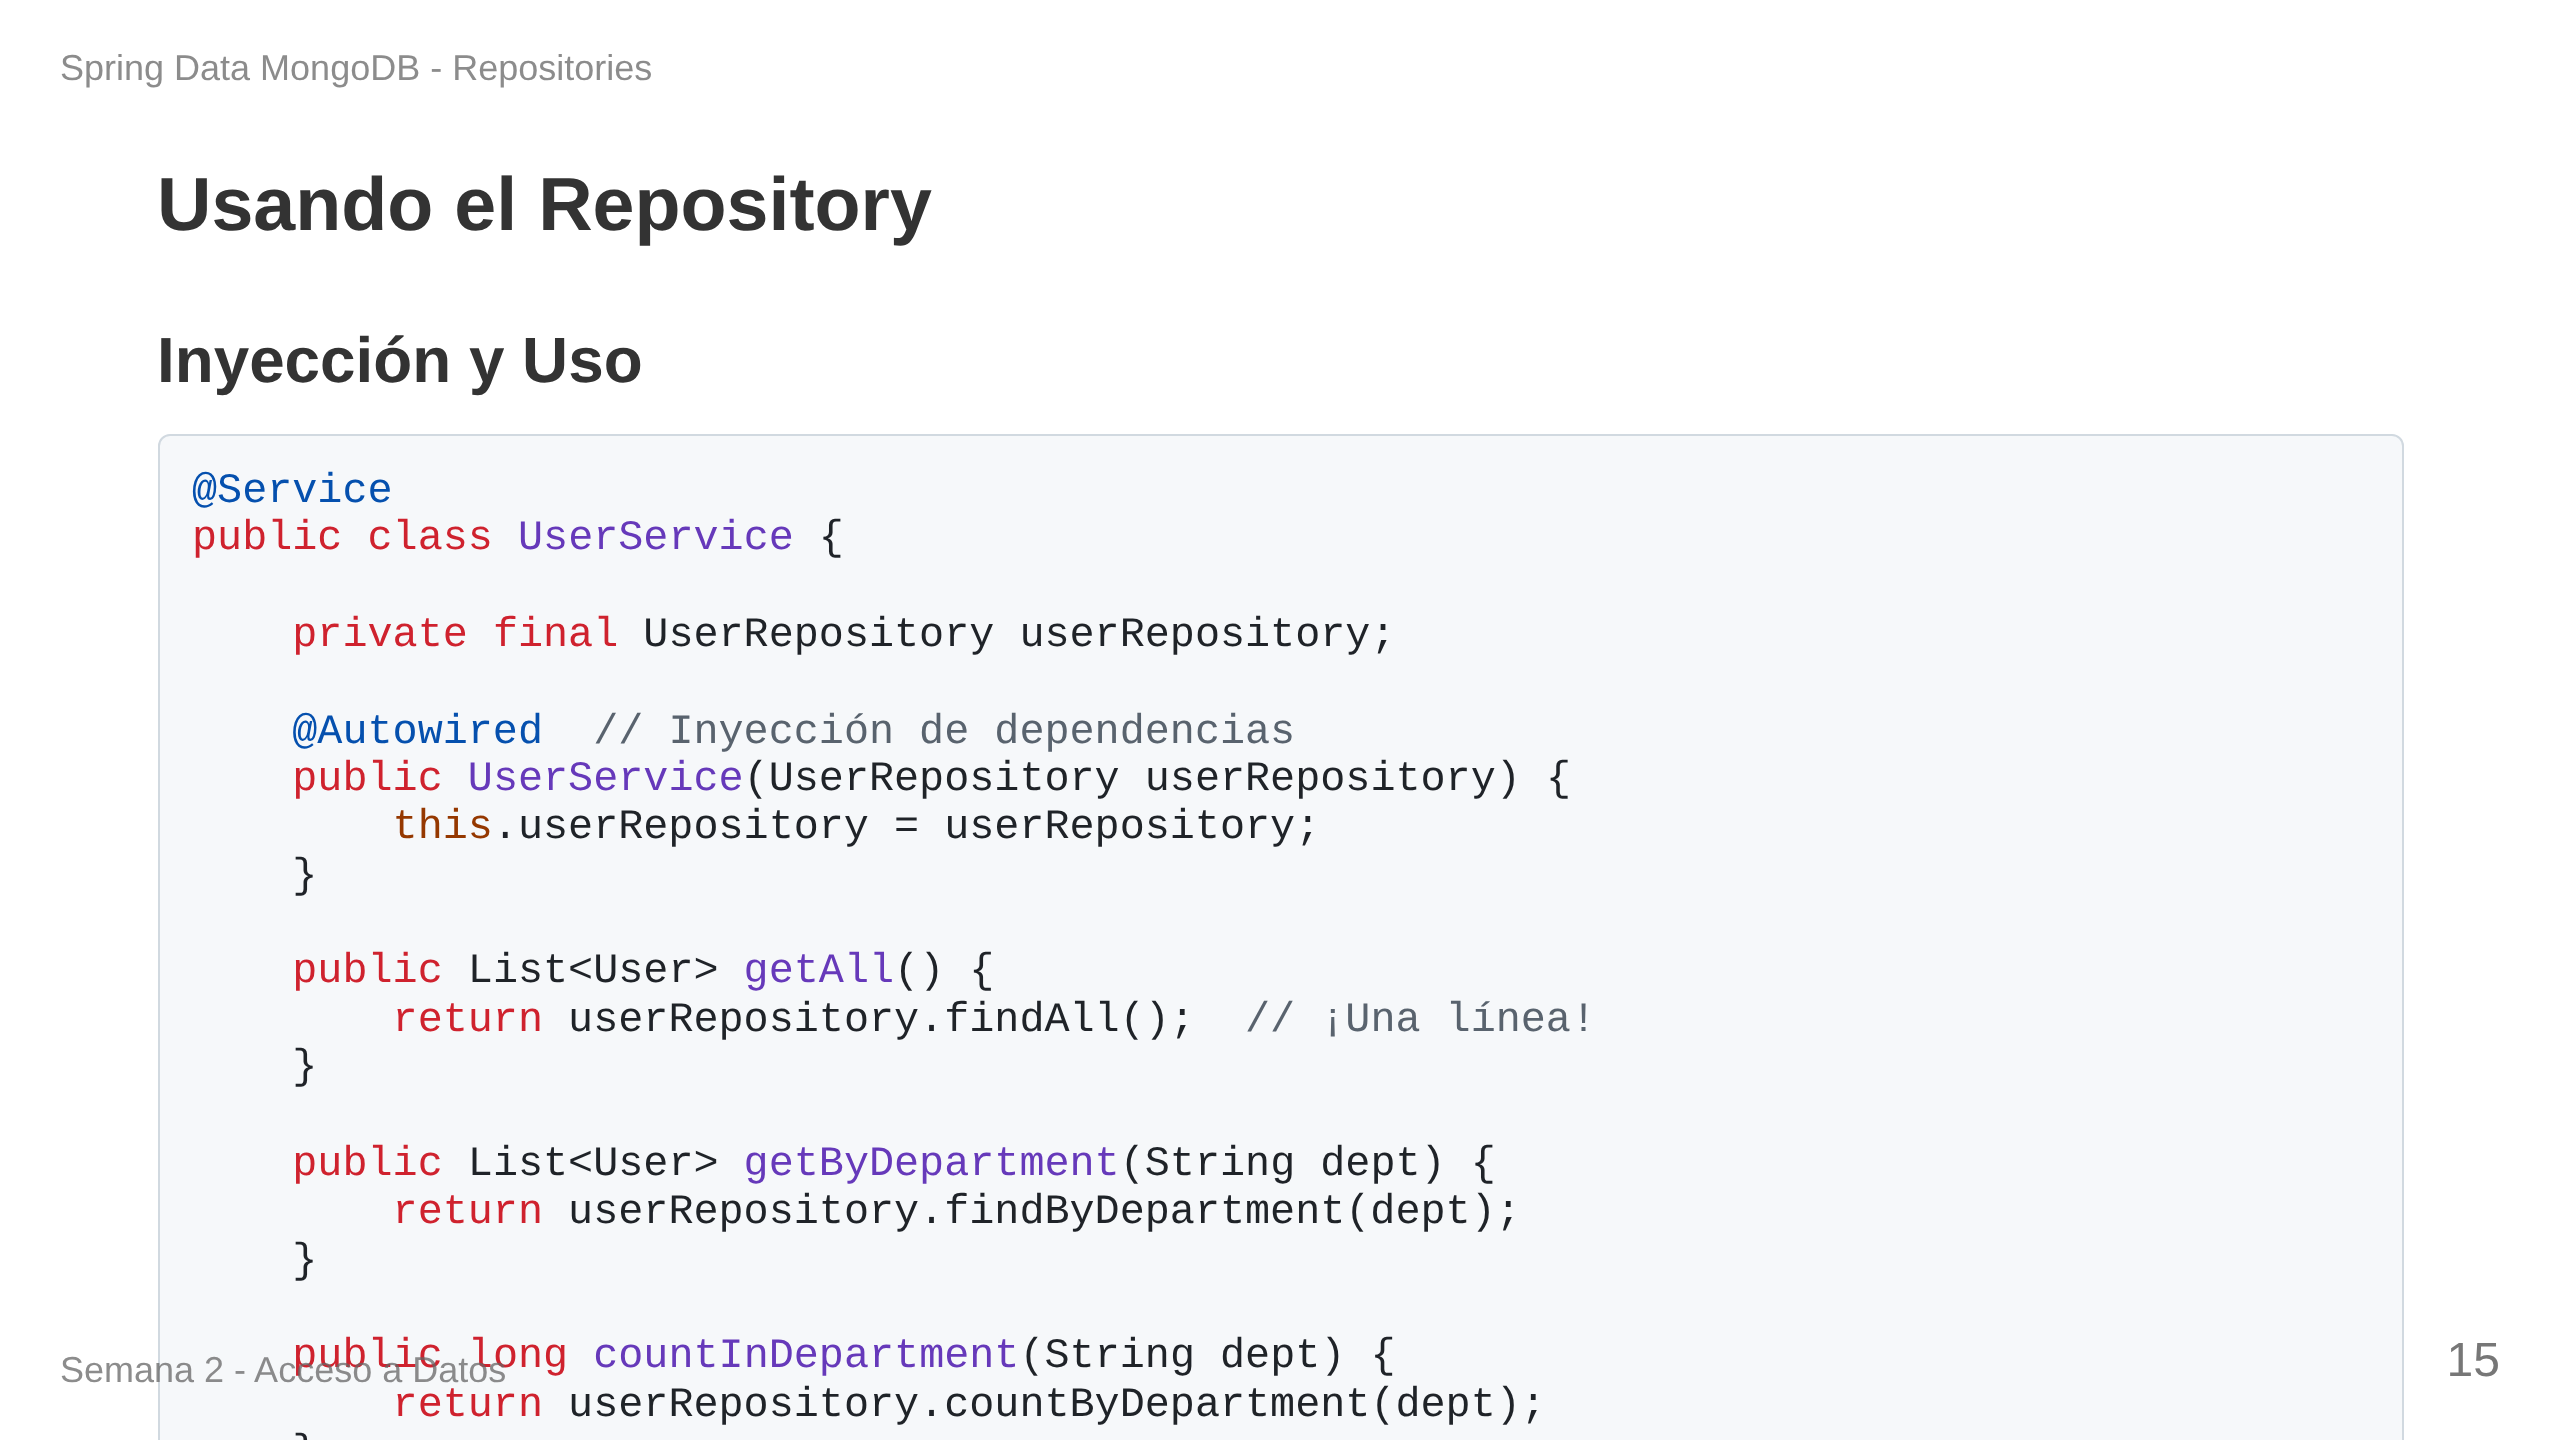 Spring Data MongoDB - Repositories
Usando el Repository
Inyección y Uso
@Service
public class UserService {
    private final UserRepository userRepository;
    @Autowired  // Inyección de dependencias
    public UserService(UserRepository userRepository) {
        this.userRepository = userRepository;
    }
    public List<User> getAll() {
        return userRepository.findAll();  // ¡Una línea!
    }
    public List<User> getByDepartment(String dept) {
        return userRepository.findByDepartment(dept);
    }
    public long countInDepartment(String dept) {
        return userRepository.countByDepartment(dept);
    }
Semana 2 - Acceso a Datos
15